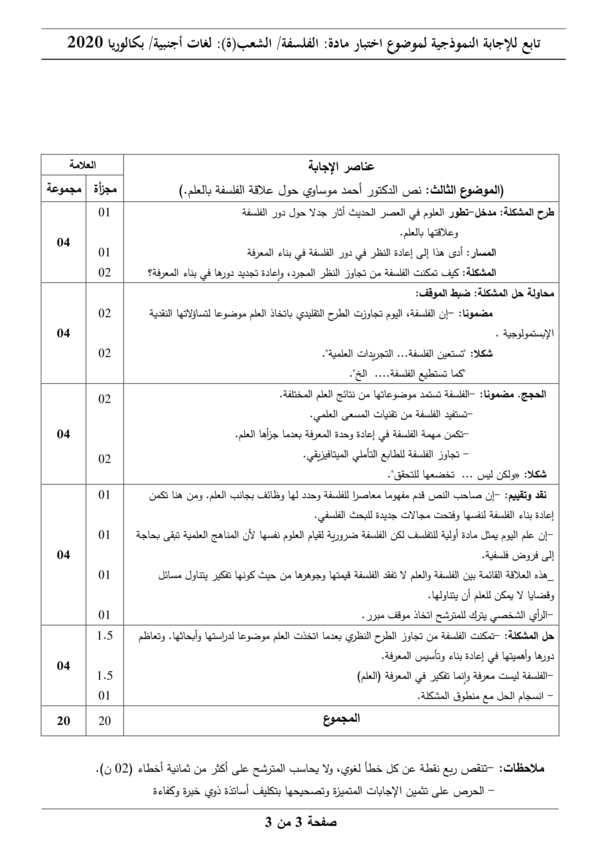 تابع للإجابة النموذجية لموضوع اختبار مادة: الفلسفة/ الشعب(ة): لغات أجنبية/ بكالوريا 2020
العلامة
عناصر الإجابة
مجموعة
مجزأة
(الموضوع الثالث: نص الدكتور أحمد موساوي حول علاقة الفلسفة بالعلم.)
04
01
طرح المشكلة: مدخل-تطور العلوم في العصر الحديث أثار جدلا حول دور الفلسفة
وعلاقتها بالعلم.
01
المسار: أدى هذا إلى إعادة النظر في دور الفلسفة في بناء المعرفة
02
المشكلة: كيف تمكنت الفلسفة من تجاوز النظر المجرد، وإعادة تجديد دورها في بناء المعرفة؟
محاولة حل المشكلة: ضبط الموقف:
04
02
مضمونا: -إن الفلسفة، اليوم تجاوزت الطرح التقليدي باتخاذ العلم موضوعا لتساؤلاتها النقدية
الإبستمولوجية .
02
شكلا: "تستعين الفلسفة... التجريدات العلمية".
"كما تستطيع الفلسفة.... الخ".
04
02
الحجج. مضمونا: -الفلسفة تستمد موضوعاتها من نتائج العلم المختلفة.
-تستفيد الفلسفة من تقنيات المسعى العلمي.
-تكمن مهمة الفلسفة في إعادة وحدة المعرفة بعدما جزأها العلم.
02
- تجاوز الفلسفة للطابع التأملي الميتافيزيقي.
شكلا: «ولكن ليس ... تخضعها للتحقق".
04
01
نقد وتقييم: -إن صاحب النص قدم مفهوما معاصرا للفلسفة وحدد لها وظائف بجانب العلم. ومن هنا تكمن
إعادة بناء الفلسفة لنفسها وفتحت مجالات جديدة للبحث الفلسفي.
01
-إن علم اليوم يمثل مادة أولية للتفلسف لكن الفلسفة ضرورية لقيام العلوم نفسها لأن المناهج العلمية تبقى بحاجة
إلى فروض فلسفية.
01
_هذه العلاقة القائمة بين الفلسفة والعلم لا تفقد الفلسفة قيمتها وجوهرها من حيث كونها تفكير يتناول مسائل
وقضايا لا يمكن للعلم أن يتناولها.
01
-الرأي الشخصي يترك للمترشح اتخاذ موقف مبرر.
04
1.5
حل المشكلة: -تمكنت الفلسفة من تجاوز الطرح النظري بعدما اتخذت العلم موضوعا لدراستها وأبحاثها. وتعاظم
دورها وأهميتها في إعادة بناء وتأسيس المعرفة.
1.5
-الفلسفة ليست معرفة وإنما تفكير في المعرفة (العلم)
01
- انسجام الحل مع منطوق المشكلة.
20
20
المجموع
ملاحظات: -تنقص ربع نقطة عن كل خطأ لغوي، ولا يحاسب المترشح على أكثر من ثمانية أخطاء (02 ن).
- الحرص على تثمين الإجابات المتميزة وتصحيحها بتكليف أساتذة ذوي خبرة وكفاءة
صفحة 3 من 3